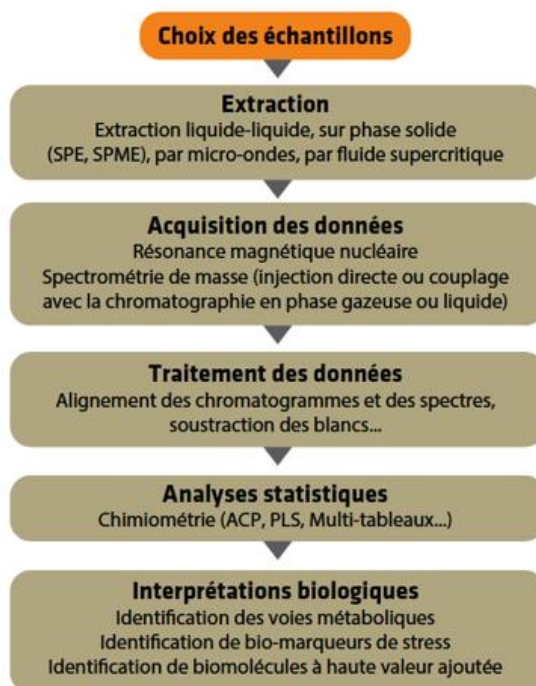 Choix des échantillons
Extraction
Extraction liquide-liquide, sur phase solide
(SPE, SPME), par micro-ondes, par fluide supercritique
Acquisition des données
Résonance magnétique nucléaire
Spectrométrie de masse (injection directe ou couplage
avec la chromatographie en phase gazeuse ou liquide)
Traitement des données
Alignement des chromatogrammes et des spectres,
soustraction des blancs...
Analyses statistiques
Chimiométrie (ACP, PLS, Multi-tableaux...)
Interprétations biologiques
Identification des voies métaboliques
Identification de bio-marqueurs de stress
Identification de biomolécules à haute valeur ajoutée